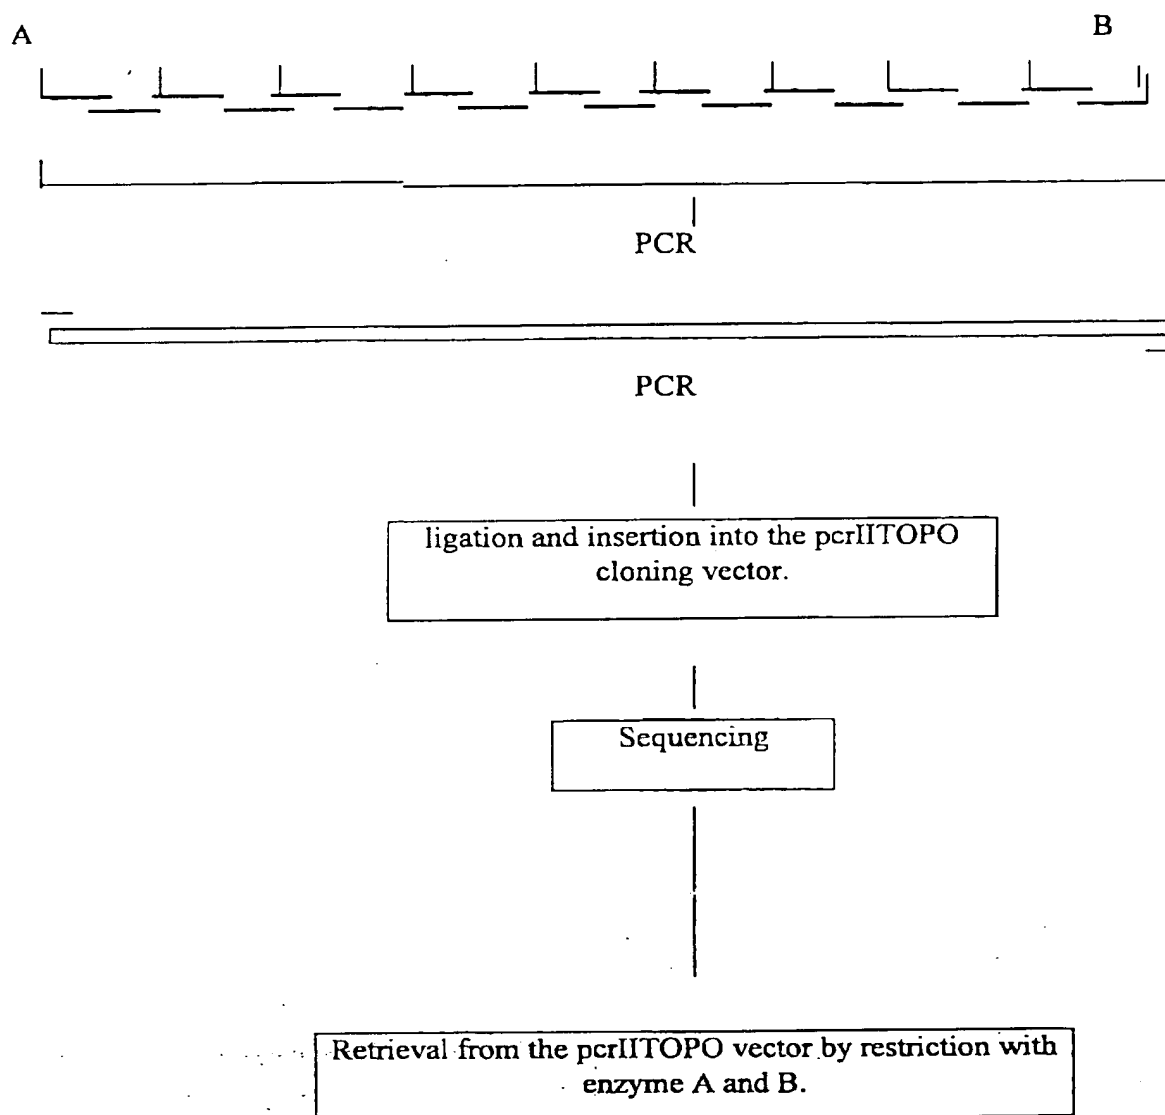 A
B
PCR
PCR
ligation and insertion into the pcrIITOPO
cloning vector.
Sequencing
Retrieval from the pcrIITOPO vector by restriction with
enzyme A and B.